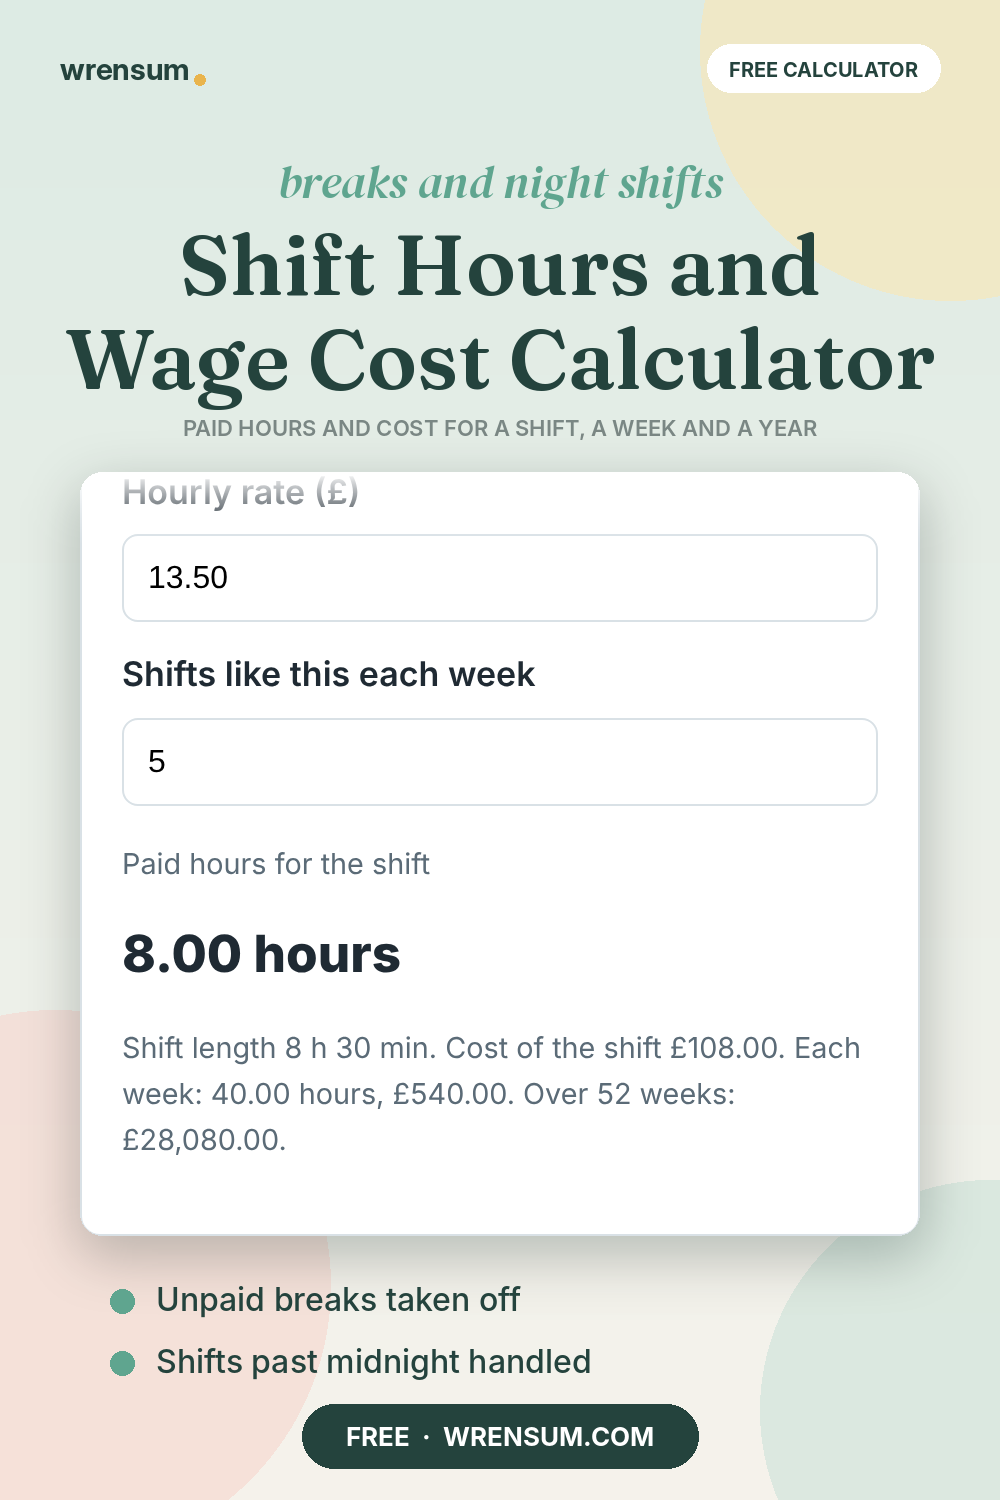 wrensum.
FREE CALCULATOR
breaks and night shifts
Shift Hours and
Wage Cost Calculator
PAID HOURS AND COST FOR A SHIFT, A WEEK AND A YEAR
Hourly rate (£)
13.50
Shifts like this each week
5
Paid hours for the shift
8.00 hours
Shift length 8 h 30 min. Cost of the shift £108.00. Each
week: 40.00 hours, £540.00. Over 52 weeks:
£28,080.00.
Unpaid breaks taken off
Shifts past midnight handled
FREE · WRENSUM.COM